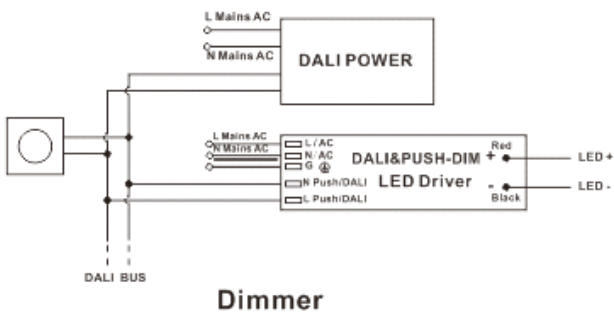 L Mains AC
N Mains AC
DALI POWER
L Mains AC
N Mains AC
L/AC
N/AC
G
N Push/DALI
L Push/DALI
DALI&PUSH-DIM
LED Driver
Red
+
-
Black
LED +
LED -
DALI BUS
Dimmer